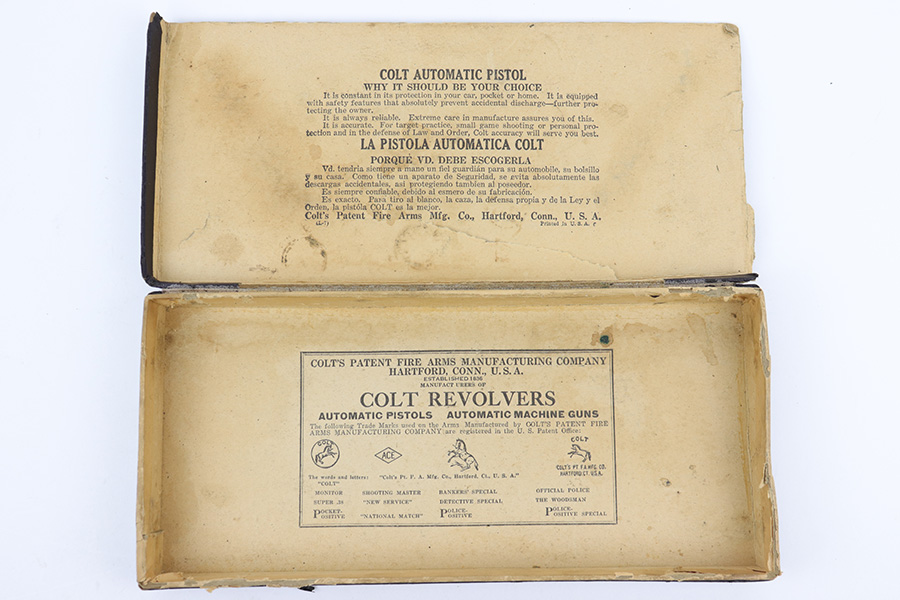 COLT AUTOMATIC PISTOL
WHY IT SHOULD BE YOUR CHOICE
It is constant in its protection in your car, pocket or home. It is equipped
with safety features that absolutely prevent accidental discharge—further pro-
tecting the owner.
It is always reliable. Extreme care in manufacture assures you of this.
It is accurate. For target practice, small game shooting or personal pro-
tection and in the defense of Law and Order, Colt accuracy will serve you best.
LA PISTOLA AUTOMATICA COLT
PORQUE VD. DEBE ESCOGERLA
Vd. tendria siempre a mano un fiel guardián para su automobile, su bolsillo
y su casa. Como tiene un aparato de Seguridad, se evita absolutamente las
descargas accidentales, asi protegiendo tambien al poseedor.
Es siempre confiable, debido al esmero de su fabricación.
Es exacto. Para tiro al blanco, la caza, la defensa propia y de la Ley y el
Orden, la pistóla COLT es la mejor.
Colt's Patent Fire Arms Mfg. Co., Hartford, Conn., U. S. A.
Printed in U. S. A.
COLT'S PATENT FIRE ARMS MANUFACTURING COMPANY
HARTFORD, CONN., U.S.A.
ESTABLISHED 1836
MANUFACTURERS OF
COLT REVOLVERS
AUTOMATIC PISTOLS AUTOMATIC MACHINE GUNS
The following Trade Marks used on the Arms Manufactured by COLT'S PATENT FIRE
ARMS MANUFACTURING COMPANY are registered in the U. S. Patent Office:
COLT
ACE
COLT
COLT'S PT. F.A. MFG. CO.
HARTFORD. CT. U.S.A.
The words and letters: "Colt's Pt. F. A. Mfg. Co., Hartford, Ct., U. S. A."
"COLT"
MONITOR SHOOTING MASTER BANKERS' SPECIAL OFFICIAL POLICE
SUPER .38 "NEW SERVICE" DETECTIVE SPECIAL THE WOODSMAN
POCKET-POSITIVE "NATIONAL MATCH" POLICE-POSITIVE POLICE-POSITIVE SPECIAL